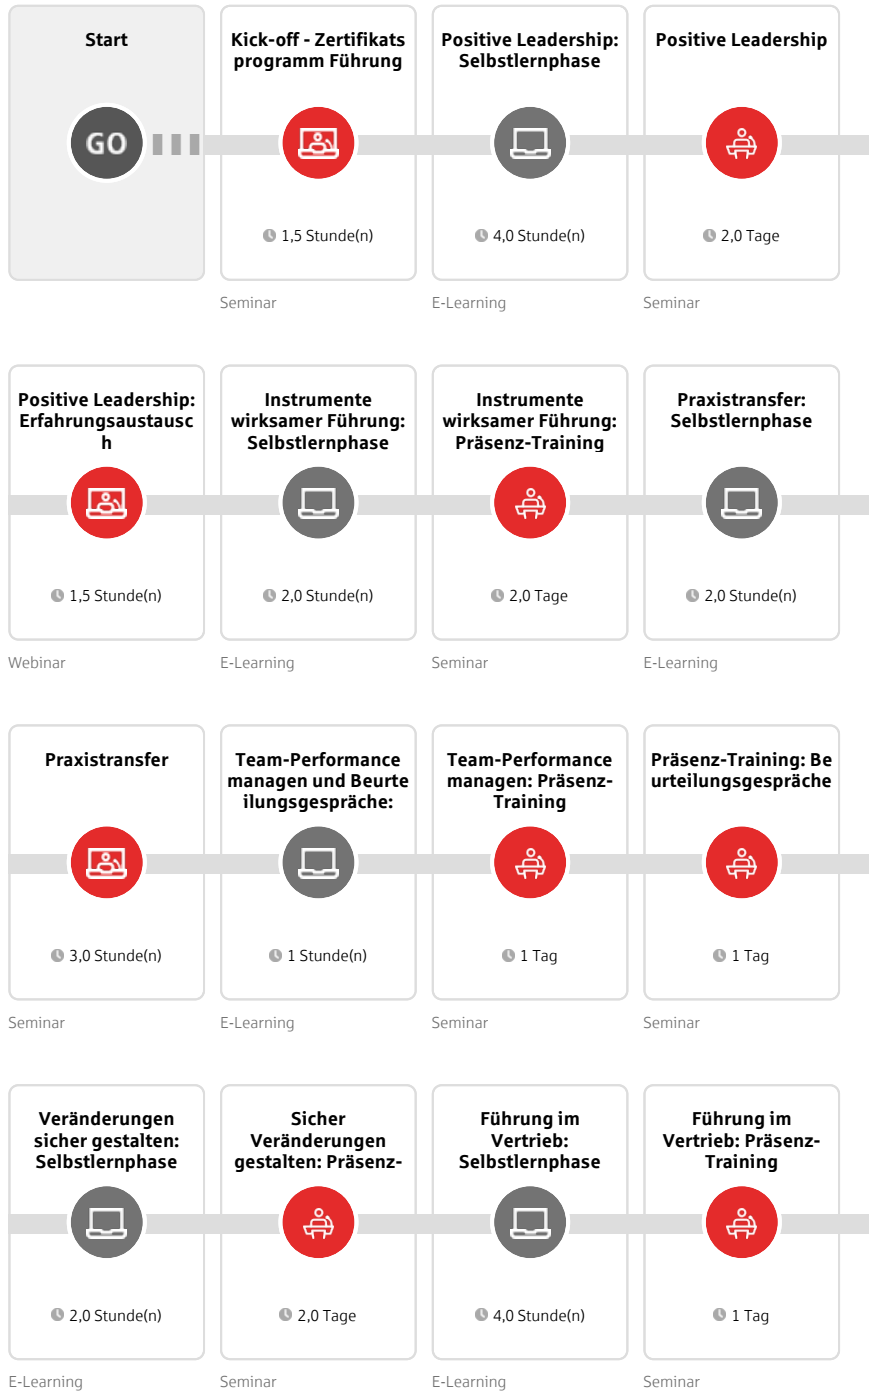 Start
GO
Kick-off - Zertifikats
programm Führung
1,5 Stunde(n)
Seminar
Positive Leadership:
Selbstlernphase
4,0 Stunde(n)
E-Learning
Positive Leadership
2,0 Tage
Seminar
Positive Leadership:
Erfahrungsaustausc
h
1,5 Stunde(n)
Webinar
Instrumente
wirksamer Führung:
Selbstlernphase
2,0 Stunde(n)
E-Learning
Instrumente
wirksamer Führung:
Präsenz-Training
2,0 Tage
Seminar
Praxistransfer:
Selbstlernphase
2,0 Stunde(n)
E-Learning
Praxistransfer
3,0 Stunde(n)
Seminar
Team-Performance
managen und Beurte
ilungsgespräche:
1 Stunde(n)
E-Learning
Team-Performance
managen: Präsenz-
Training
1 Tag
Seminar
Präsenz-Training: Be
urteilungsgespräche
1 Tag
Seminar
Veränderungen
sicher gestalten:
Selbstlernphase
2,0 Stunde(n)
E-Learning
Sicher
Veränderungen
gestalten: Präsenz-
2,0 Tage
Seminar
Führung im
Vertrieb:
Selbstlernphase
4,0 Stunde(n)
E-Learning
Führung im
Vertrieb: Präsenz-
Training
1 Tag
Seminar